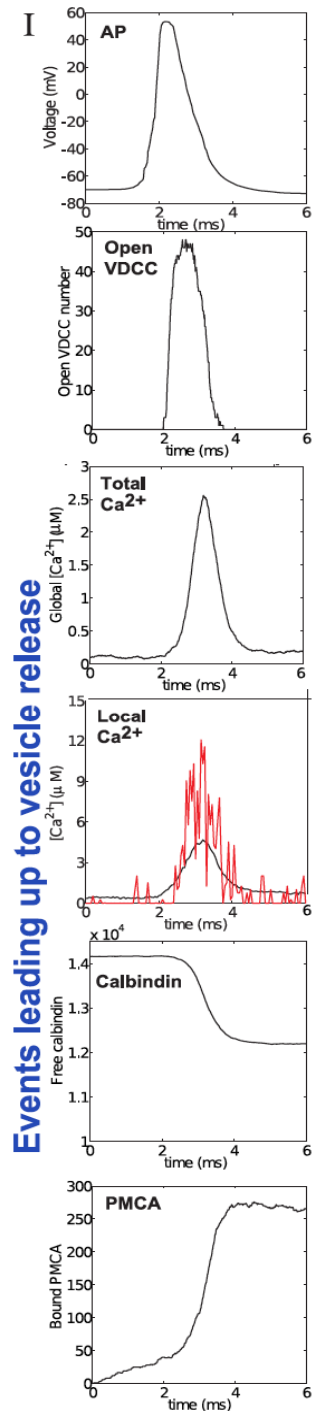 I
AP
Voltage (mV)
60
40
20
0
-20
-40
-60
-80
0
2
4
6
time (ms)
Open
VDCC
Open VDCC number
50
40
30
20
10
0
0
2
4
6
time (ms)
Total
Ca2+
Global [Ca2+] (μM)
3
2.5
2
1.5
1
0.5
0
0
2
4
6
time (ms)
Events leading up to vesicle release
Local
Ca2+
[Ca2+] (μ M)
15
12
9
6
3
0
0
2
4
6
time (ms)
x 10^4
Calbindin
Free calbindin
1.4
1.3
1.2
1.1
1
0
2
4
6
time (ms)
PMCA
Bound PMCA
300
250
200
150
100
50
0
0
2
4
6
time (ms)